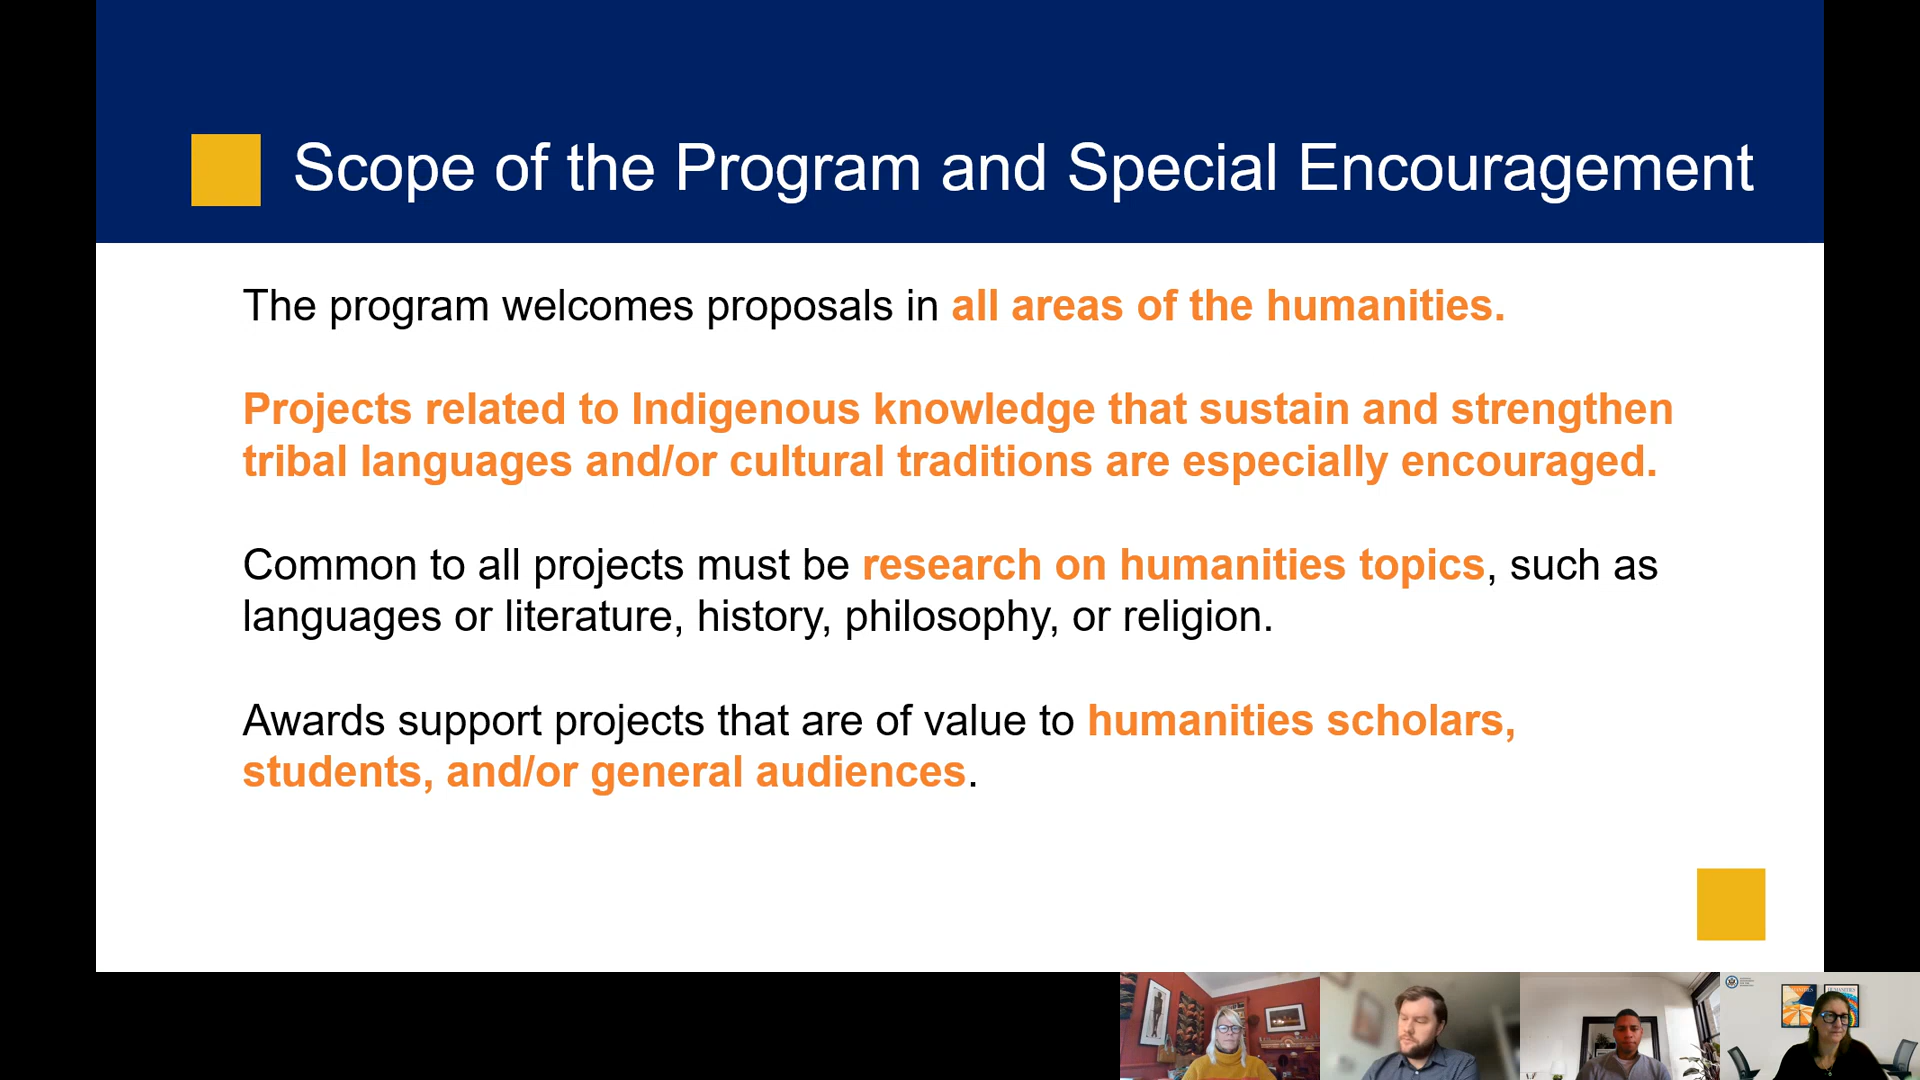 Scope of the Program and Special Encouragement
The program welcomes proposals in all areas of the humanities.
Projects related to Indigenous knowledge that sustain and strengthen
tribal languages and/or cultural traditions are especially encouraged.
Common to all projects must be research on humanities topics, such as
languages or literature, history, philosophy, or religion.
Awards support projects that are of value to humanities scholars,
students, and/or general audiences.